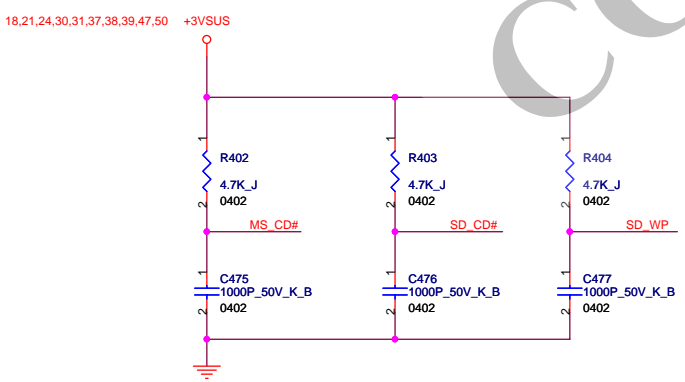 18,21,24,30,31,37,38,39,47,50 +3VSUS
1 1 1
R402 R403 R404
4.7K_J 4.7K_J 4.7K_J
2 0402 2 0402 2 0402
MS_CD# SD_CD# SD_WP
1 C475 1 C476 1 C477
1000P_50V_K_B 1000P_50V_K_B 1000P_50V_K_B
2 0402 2 0402 2 0402